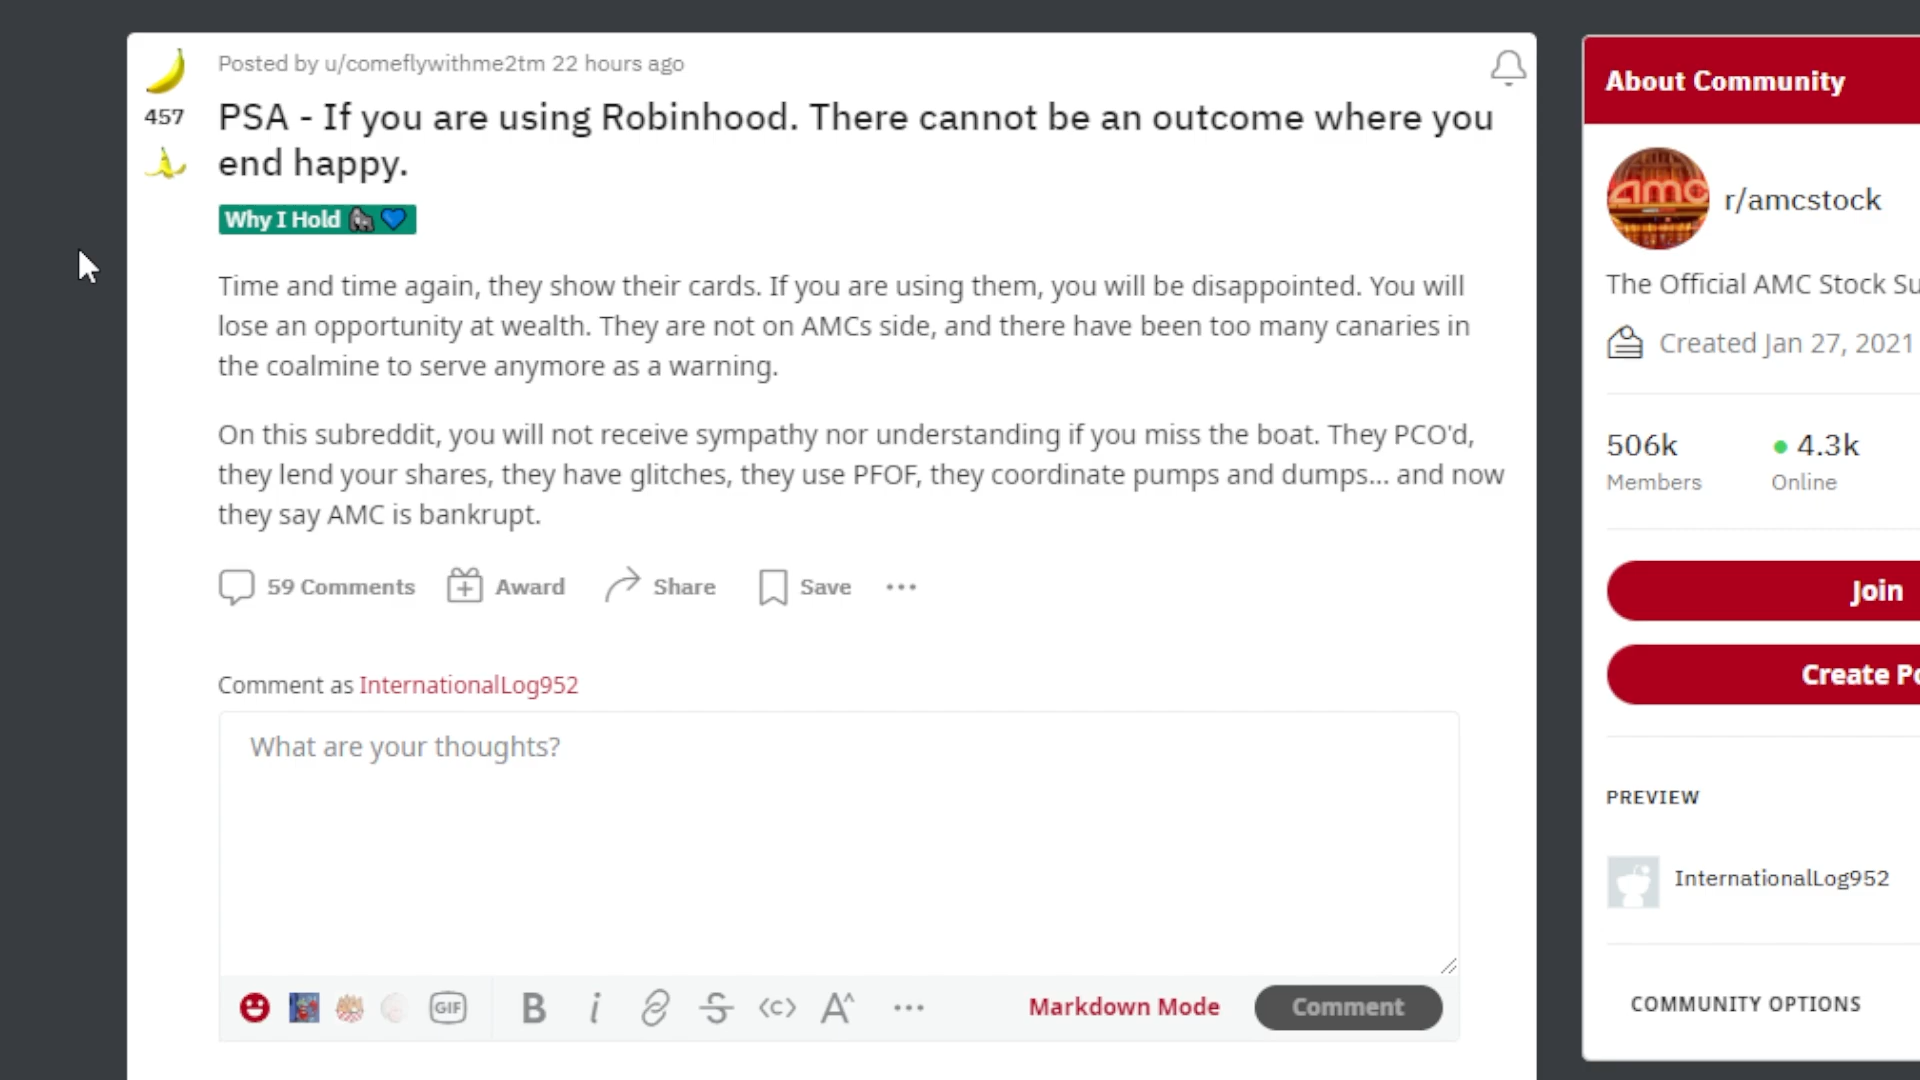 Posted by u/comeflywithme2tm 22 hours ago
457
PSA - If you are using Robinhood. There cannot be an outcome where you
end happy.
Why I Hold 🦍💙
Time and time again, they show their cards. If you are using them, you will be disappointed. You will
lose an opportunity at wealth. They are not on AMCs side, and there have been too many canaries in
the coalmine to serve anymore as a warning.
On this subreddit, you will not receive sympathy nor understanding if you miss the boat. They PCO'd,
they lend your shares, they have glitches, they use PFOF, they coordinate pumps and dumps... and now
they say AMC is bankrupt.
59 Comments Award Share Save
Comment as InternationalLog952
What are your thoughts?
GIF B i S <c> A^ Markdown Mode Comment
About Community
amc
r/amcstock
The Official AMC Stock Su
Created Jan 27, 2021
506k 4.3k
Members Online
Join
Create Po
PREVIEW
InternationalLog952
COMMUNITY OPTIONS